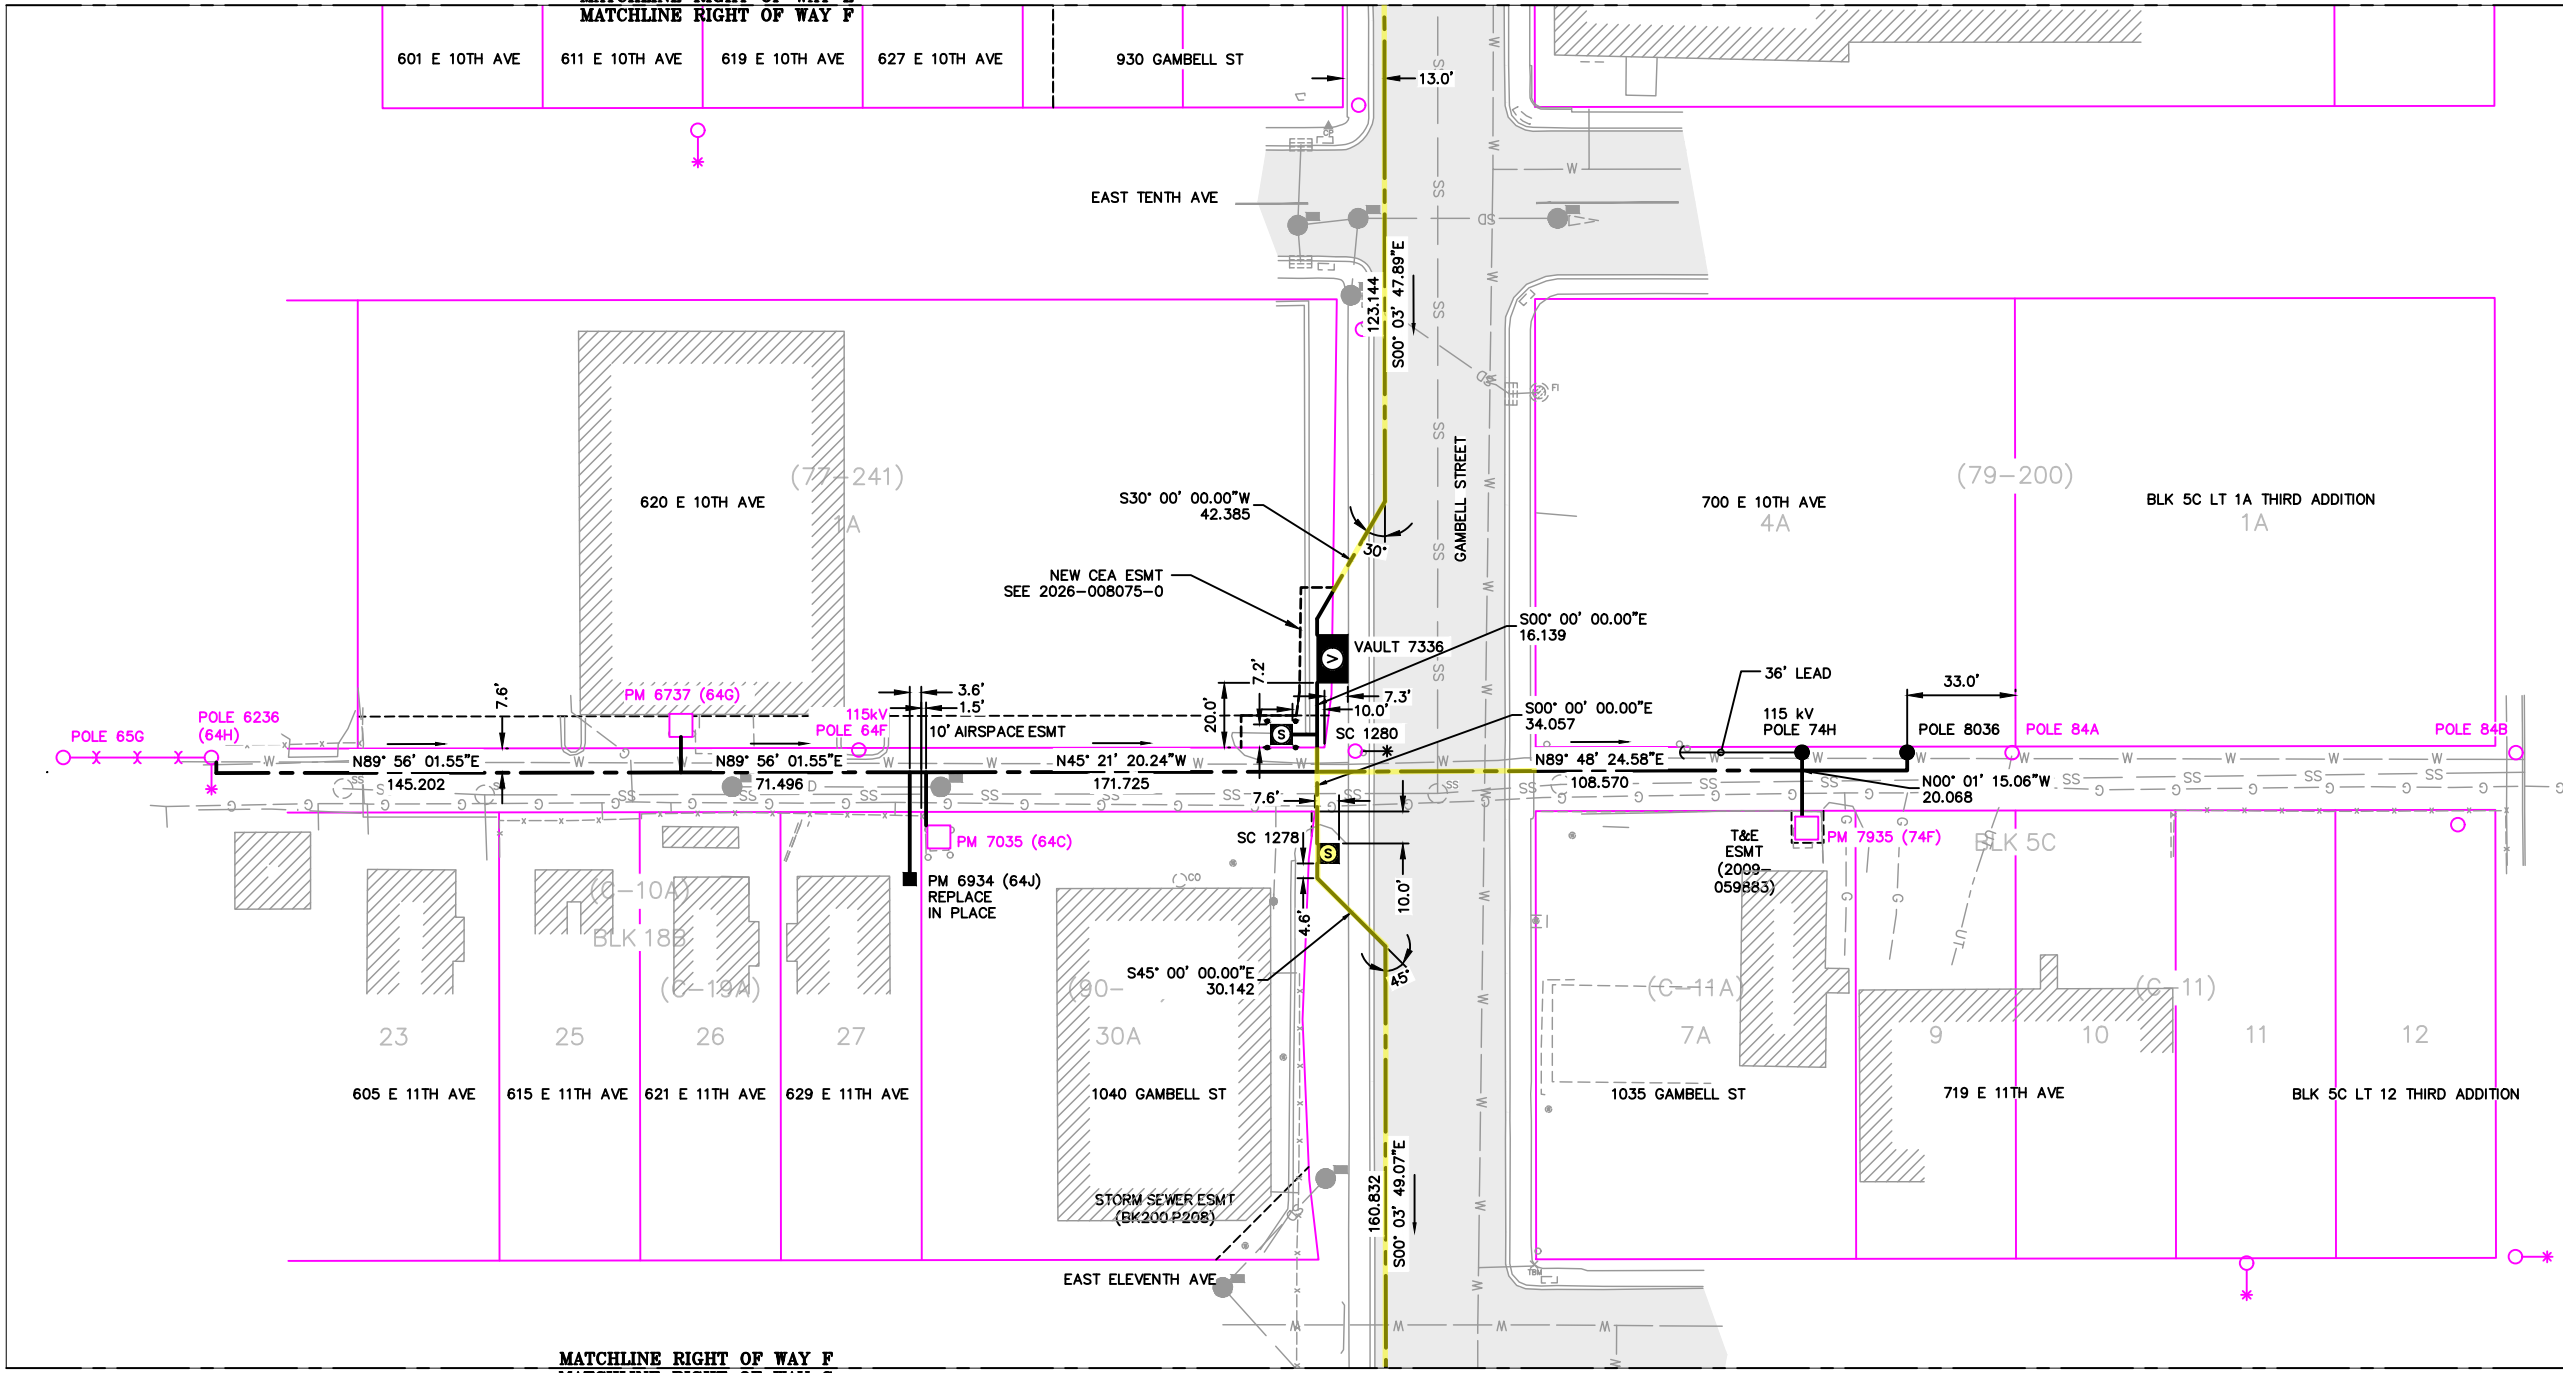 MATCHLINE RIGHT OF WAY F
601 E 10TH AVE
611 E 10TH AVE
619 E 10TH AVE
627 E 10TH AVE
930 GAMBELL ST
13.0'
CP
EAST TENTH AVE
SD
123.144
S00° 03' 47.89"E
SD
FI
GAMBELL STREET
(77-241)
1A
620 E 10TH AVE
S30° 00' 00.00"W
42.385
30°
700 E 10TH AVE
4A
(79-200)
BLK 5C LT 1A THIRD ADDITION
1A
NEW CEA ESMT
SEE 2026-008075-0
S00° 00' 00.00"E
16.139
V
VAULT 7336
7.2'
20.0'
7.3'
10.0'
S00° 00' 00.00"E
34.057
36' LEAD
33.0'
7.6'
PM 6737 (64G)
3.6'
1.5'
115kV
POLE 64F
10' AIRSPACE ESMT
S
SC 1280
115 kV
POLE 74H
POLE 8036
POLE 84A
POLE 84B
POLE 65G
POLE 6236
(64H)
N89° 56' 01.55"E
145.202
N89° 56' 01.55"E
71.496
N45° 21' 20.24"W
171.725
N89° 48' 24.58"E
108.570
N00° 01' 15.06"W
20.068
7.6'
SC 1278
S
10.0'
4.6'
T&E
ESMT
(2009-
059883)
PM 7935 (74F)
BLK 5C
PM 7035 (64C)
PM 6934 (64J)
REPLACE
IN PLACE
CO
(C-10A)
BLK 18B
(C-19A)
(90-
S45° 00' 00.00"E
30.142
45°
(C-11A)
(C-11)
UT
23
25
26
27
30A
7A
9
10
11
12
605 E 11TH AVE
615 E 11TH AVE
621 E 11TH AVE
629 E 11TH AVE
1040 GAMBELL ST
1035 GAMBELL ST
719 E 11TH AVE
BLK 5C LT 12 THIRD ADDITION
STORM SEWER ESMT
(BK200 P208)
160.832
S00° 03' 49.07"E
EAST ELEVENTH AVE
TBM
MATCHLINE RIGHT OF WAY F